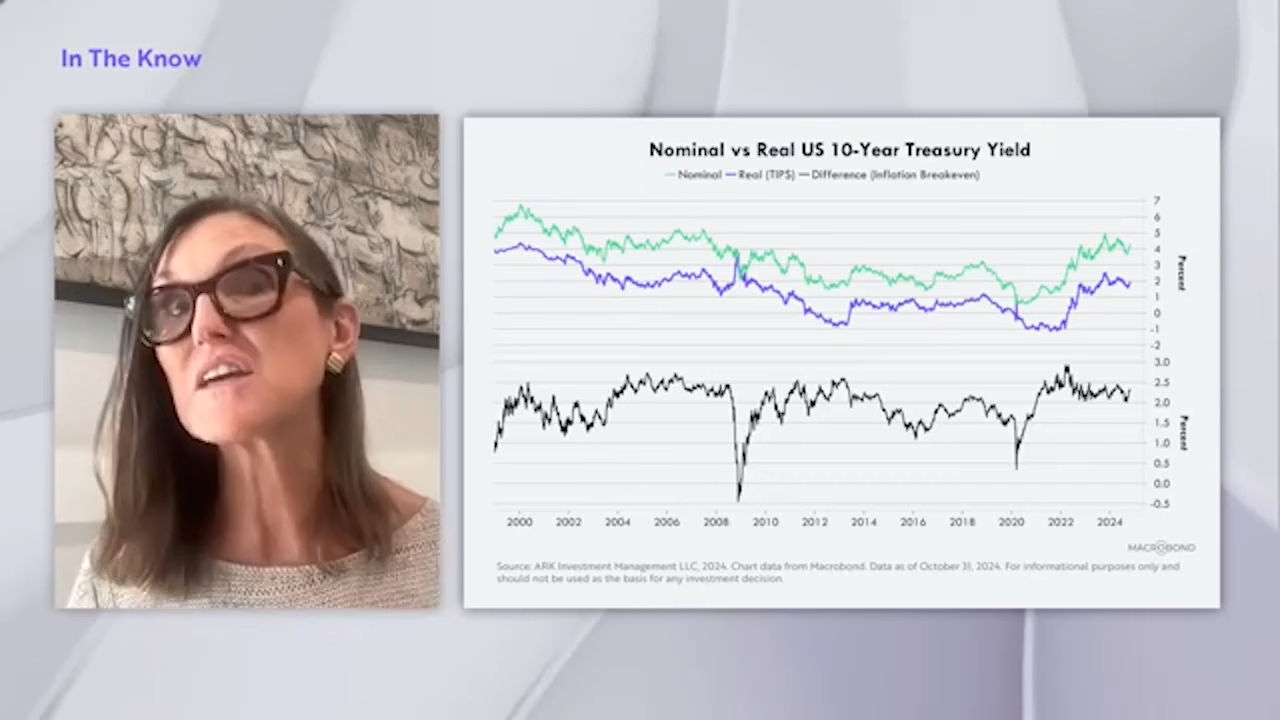 In The Know
Nominal vs Real US 10-Year Treasury Yield
Nominal Real (TIPS) Difference (Inflation Breakeven)
7
6
5
4
3
2
1
0
-1
-2
Percent
3.0
2.5
2.0
1.5
1.0
0.5
0.0
-0.5
Percent
2000 2002 2004 2006 2008 2010 2012 2014 2016 2018 2020 2022 2024
MACROBOND
Source: ARK Investment Management LLC, 2024. Chart data from Macrobond. Data as of October 31, 2024. For informational purposes only and
should not be used as the basis for any investment decision.